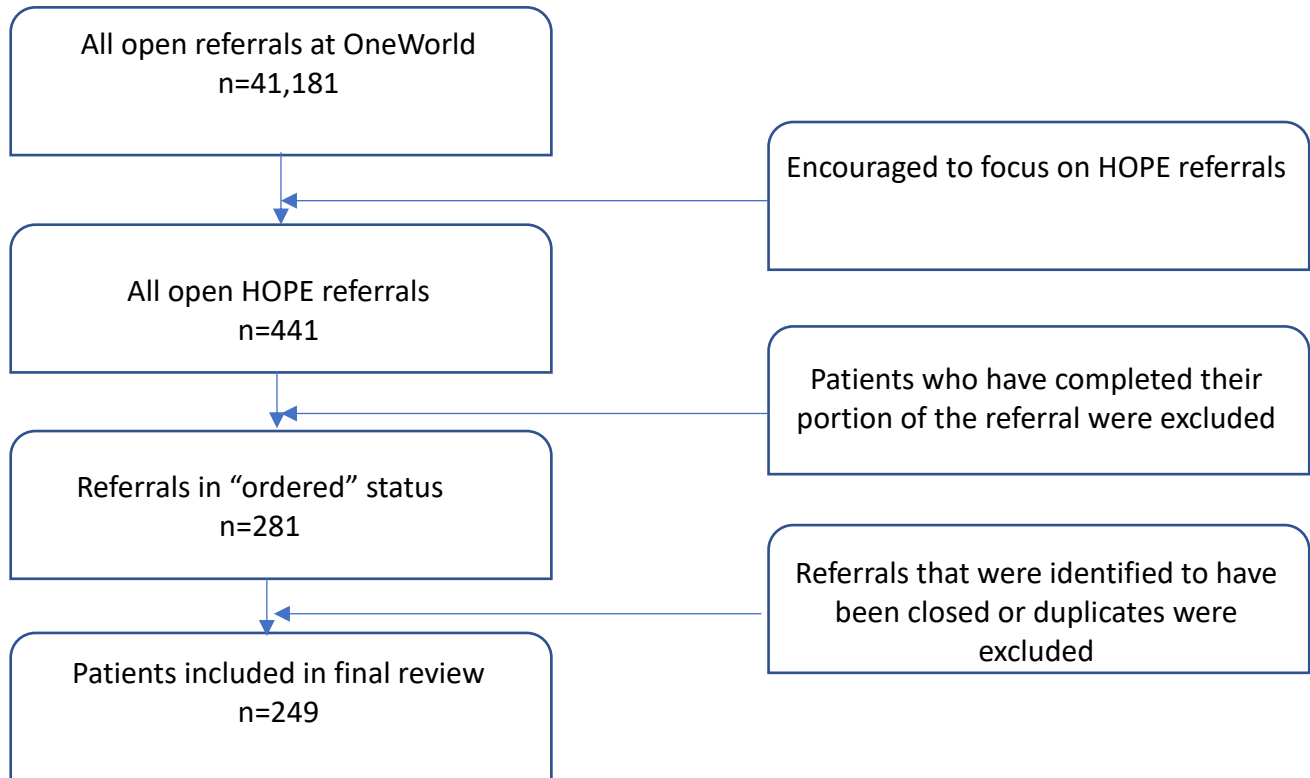 All open referrals at OneWorld
n=41,181
Encouraged to focus on HOPE referrals
All open HOPE referrals
n=441
Patients who have completed their
portion of the referral were excluded
Referrals in “ordered” status
n=281
Referrals that were identified to have
been closed or duplicates were
excluded
Patients included in final review
n=249